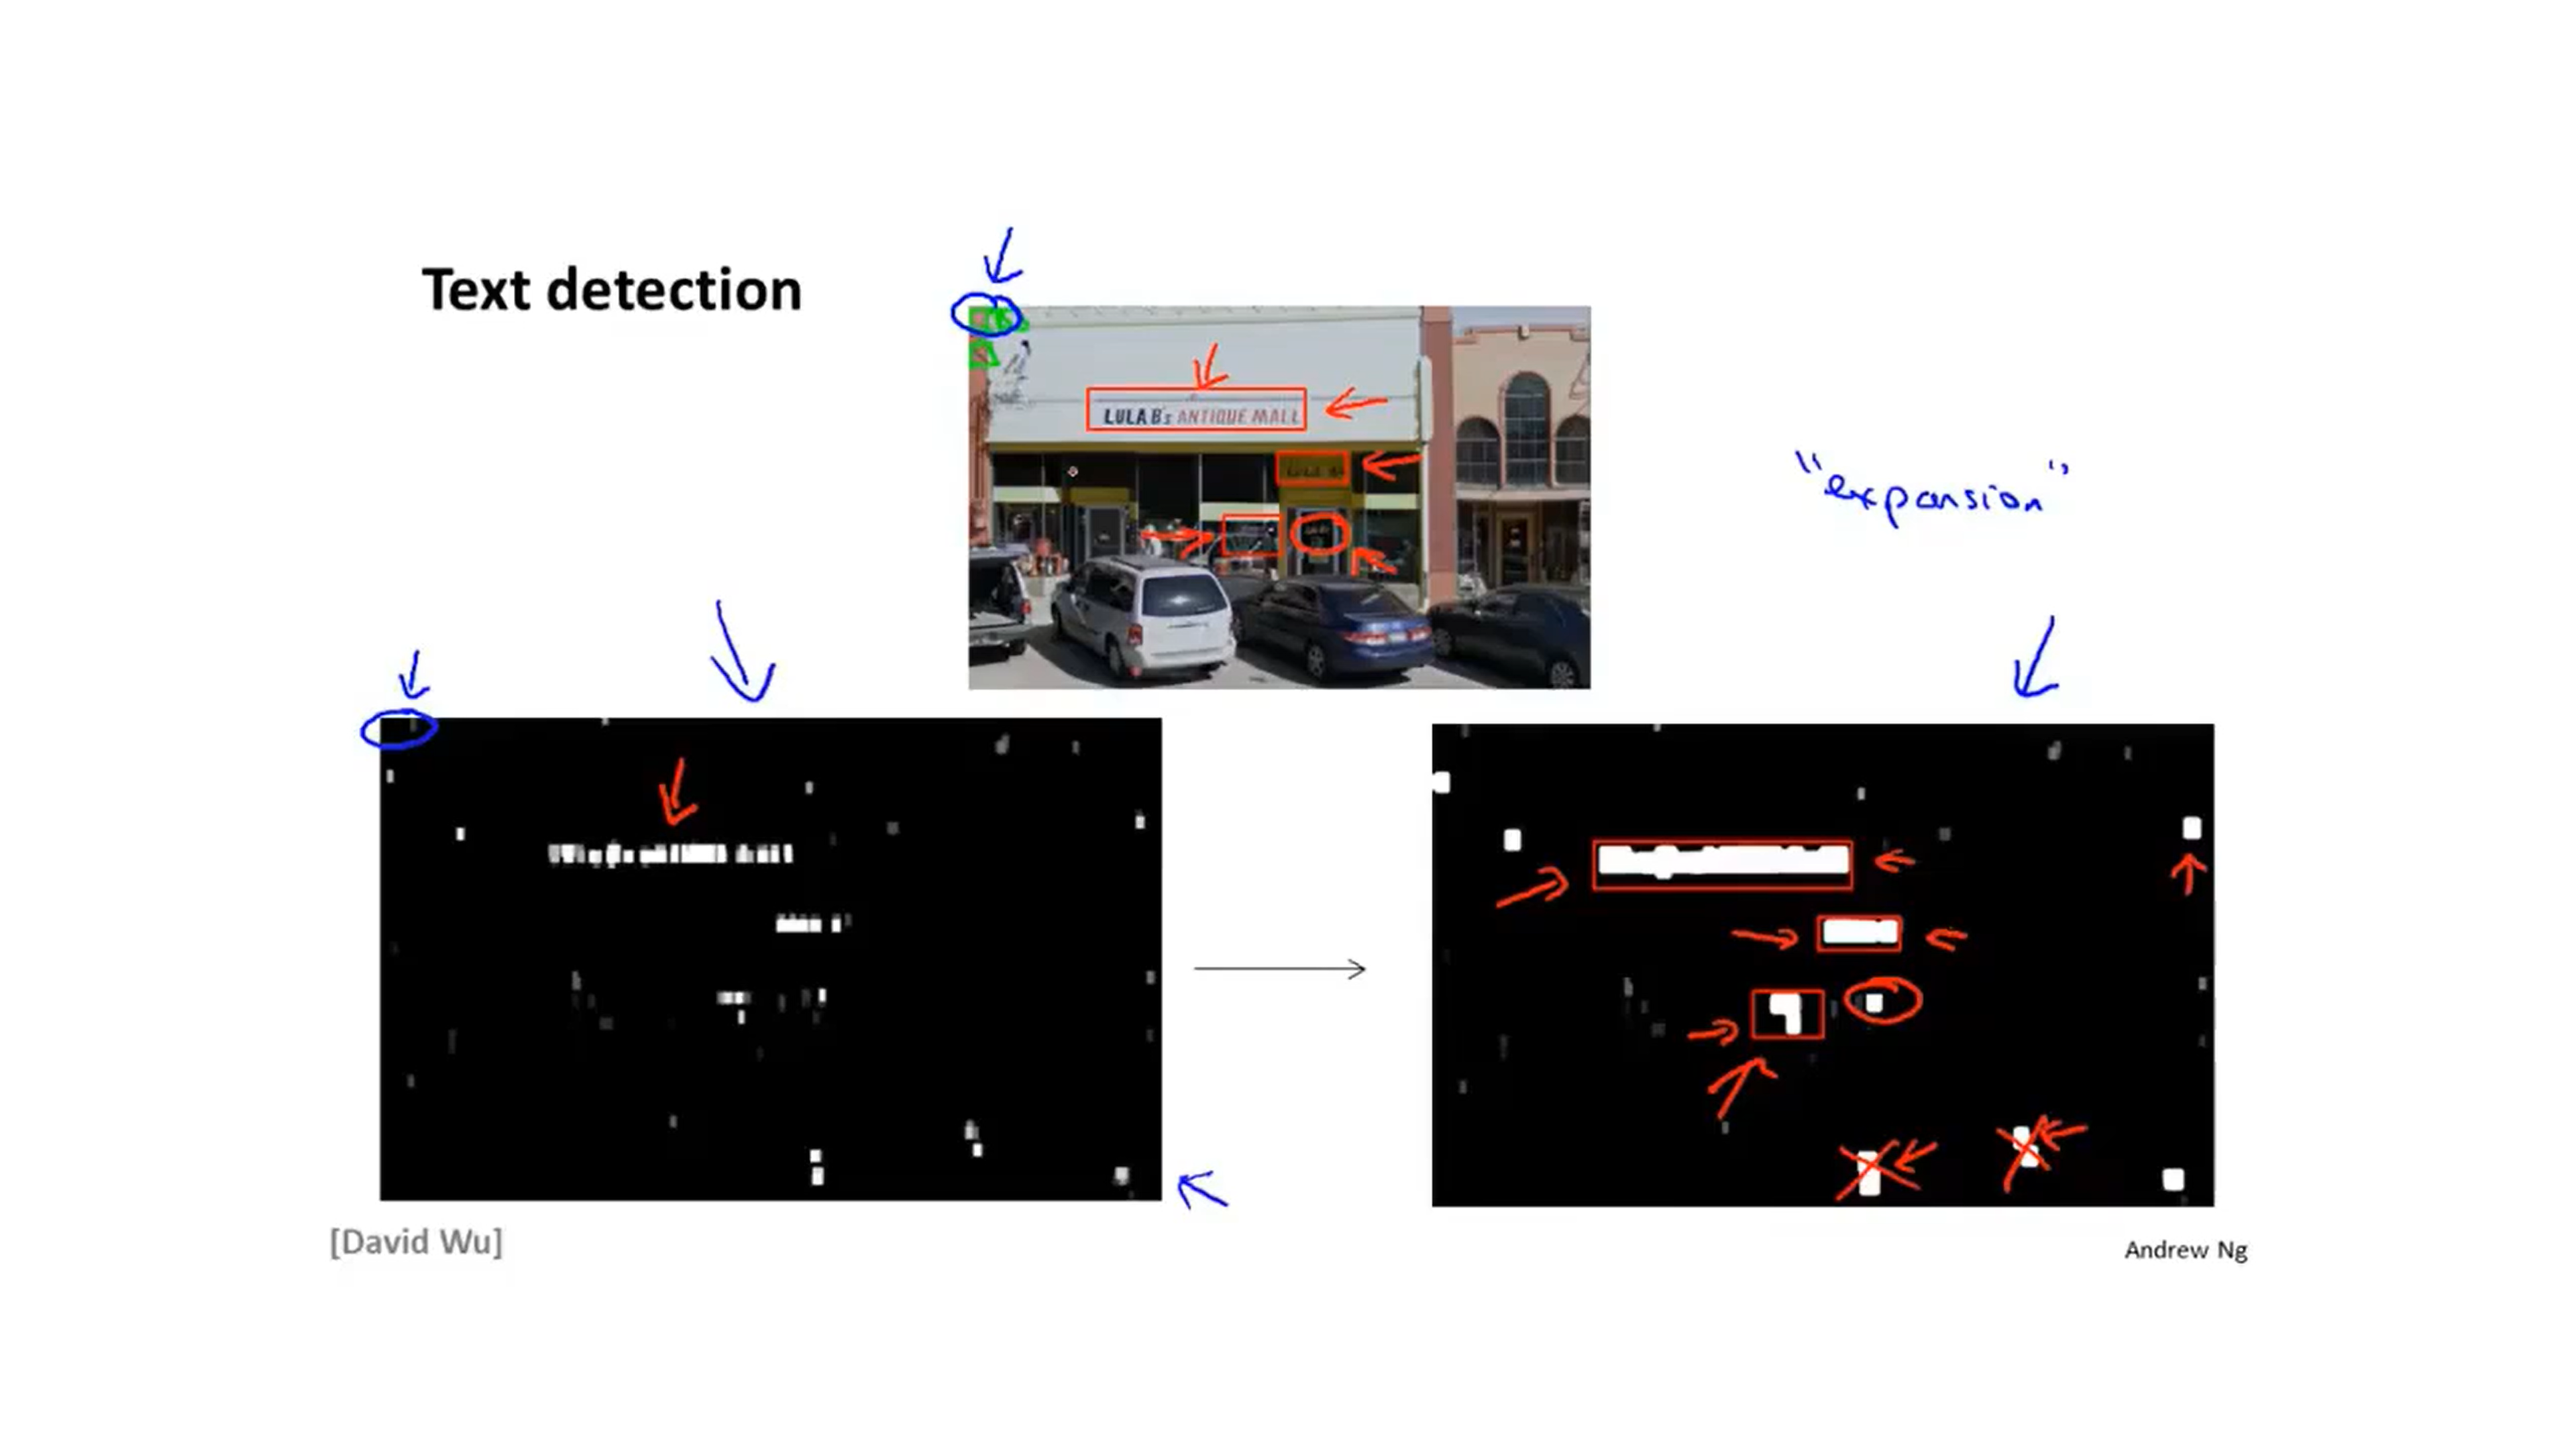 Text detection
LULA B's ANTIQUE MALL
"expansion"
[David Wu]
Andrew Ng